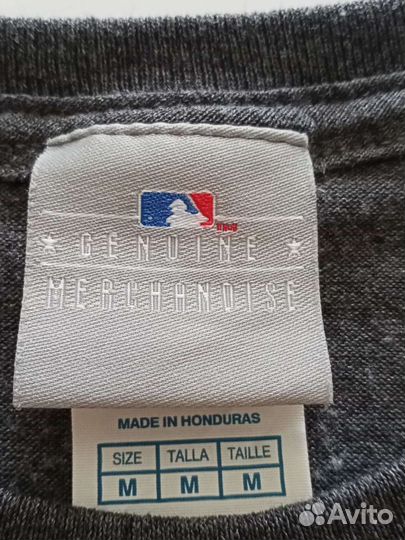 GENUINE
MERCHANDISE
MADE IN HONDURAS
SIZE TALLA TAILLE
M M M
Avito